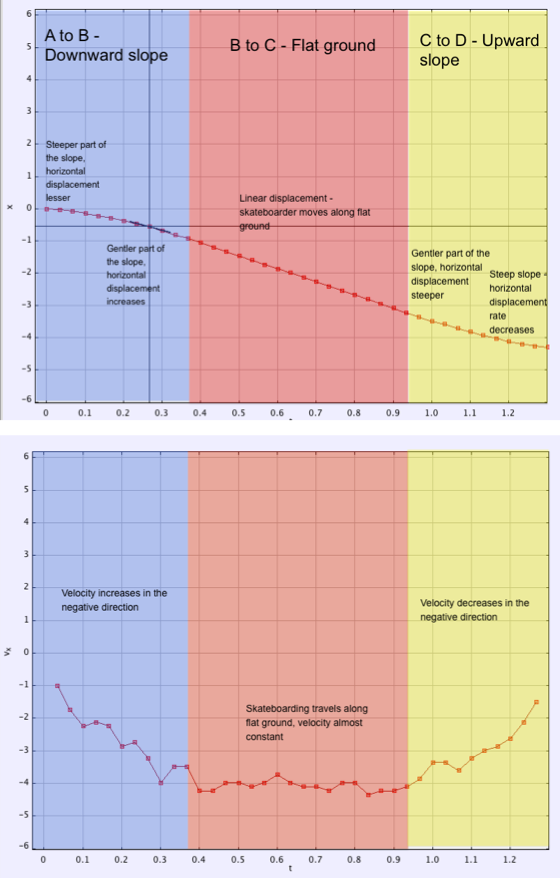 6
5
4
3
2
1
0
−1
−2
−3
−4
−5
−6
x
A to B -
Downward slope
B to C - Flat ground
C to D - Upward
slope
Steeper part of
the slope,
horizontal
displacement
lesser
Gentler part of
the slope,
horizontal
displacement
increases
Linear displacement -
skateboarder moves along flat
ground
Gentler part of the
slope, horizontal
displacement
steeper
Steep slope -
horizontal
displacement
rate
decreases
0 0.1 0.2 0.3 0.4 0.5 0.6 0.7 0.8 0.9 1.0 1.1 1.2
6
5
4
3
2
1
0
−1
−2
−3
−4
−5
−6
vx
Velocity increases in the
negative direction
Skateboarding travels along
flat ground, velocity almost
constant
Velocity decreases in the
negative direction
0 0.1 0.2 0.3 0.4 0.5 0.6 0.7 0.8 0.9 1.0 1.1 1.2
t